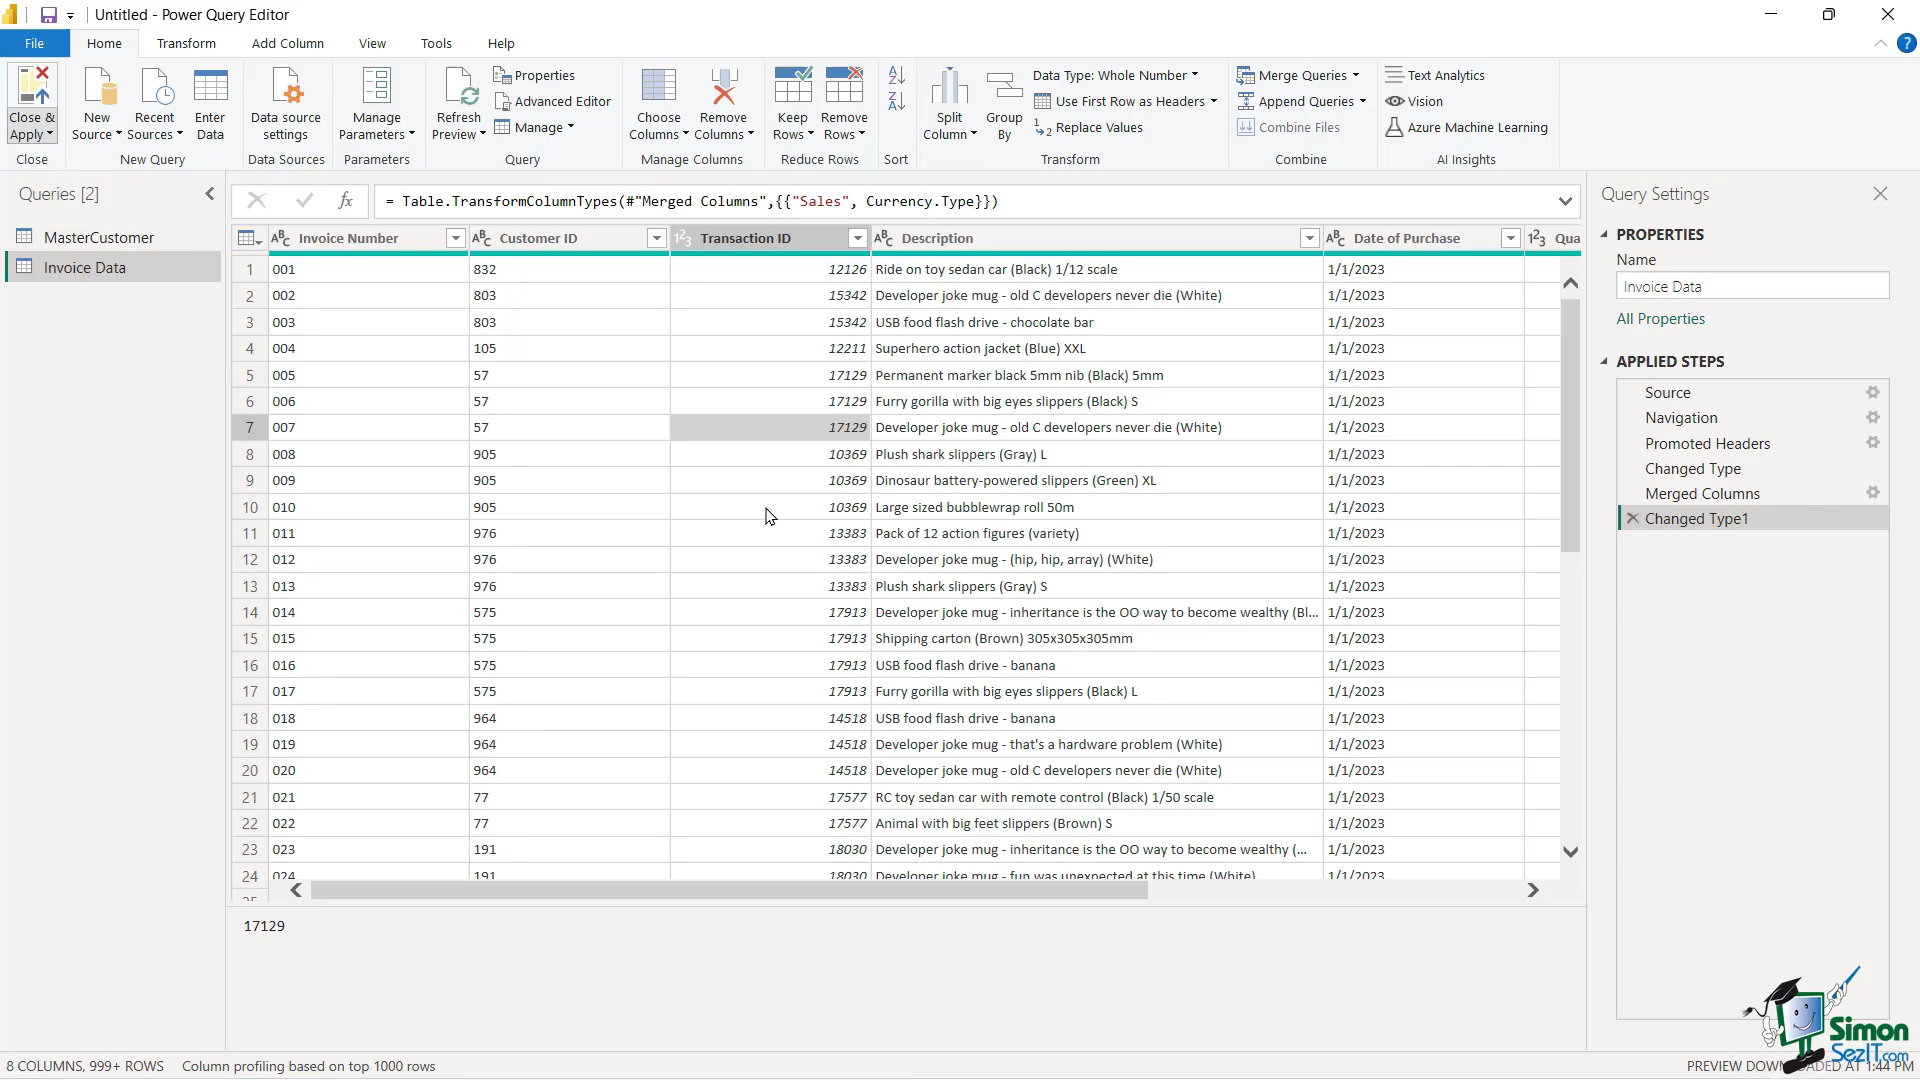 Untitled - Power Query Editor
File Home Transform Add Column View Tools Help
Close & Apply
New Source
Recent Sources
Enter Data
Data source settings
Manage Parameters
Refresh Preview
Properties
Advanced Editor
Manage
Choose Columns
Remove Columns
Keep Rows
Remove Rows
Split Column
Group By
Data Type: Whole Number
Use First Row as Headers
Replace Values
Merge Queries
Append Queries
Combine Files
Text Analytics
Vision
Azure Machine Learning
Close New Query Data Sources Parameters Query Manage Columns Reduce Rows Sort Transform Combine AI Insights
Queries [2]
MasterCustomer
Invoice Data
fx = Table.TransformColumnTypes(#"Merged Columns",{{"Sales", Currency.Type}})
Invoice Number Customer ID Transaction ID Description Date of Purchase Qua
1 001 832 12126 Ride on toy sedan car (Black) 1/12 scale 1/1/2023
2 002 803 15342 Developer joke mug - old C developers never die (White) 1/1/2023
3 003 803 15342 USB food flash drive - chocolate bar 1/1/2023
4 004 105 12211 Superhero action jacket (Blue) XXL 1/1/2023
5 005 57 17129 Permanent marker black 5mm nib (Black) 5mm 1/1/2023
6 006 57 17129 Furry gorilla with big eyes slippers (Black) S 1/1/2023
7 007 57 17129 Developer joke mug - old C developers never die (White) 1/1/2023
8 008 905 10369 Plush shark slippers (Gray) L 1/1/2023
9 009 905 10369 Dinosaur battery-powered slippers (Green) XL 1/1/2023
10 010 905 10369 Large sized bubblewrap roll 50m 1/1/2023
11 011 976 13383 Pack of 12 action figures (variety) 1/1/2023
12 012 976 13383 Developer joke mug - (hip, hip, array) (White) 1/1/2023
13 013 976 13383 Plush shark slippers (Gray) S 1/1/2023
14 014 575 17913 Developer joke mug - inheritance is the OO way to become wealthy (Bl... 1/1/2023
15 015 575 17913 Shipping carton (Brown) 305x305x305mm 1/1/2023
16 016 575 17913 USB food flash drive - banana 1/1/2023
17 017 575 17913 Furry gorilla with big eyes slippers (Black) L 1/1/2023
18 018 964 14518 USB food flash drive - banana 1/1/2023
19 019 964 14518 Developer joke mug - that's a hardware problem (White) 1/1/2023
20 020 964 14518 Developer joke mug - old C developers never die (White) 1/1/2023
21 021 77 17577 RC toy sedan car with remote control (Black) 1/50 scale 1/1/2023
22 022 77 17577 Animal with big feet slippers (Brown) S 1/1/2023
23 023 191 18030 Developer joke mug - inheritance is the OO way to become wealthy (... 1/1/2023
24 024 191 18030 Developer joke mug - fun was unexpected at this time (White) 1/1/2023
17129
Query Settings
PROPERTIES
Name
Invoice Data
All Properties
APPLIED STEPS
Source
Navigation
Promoted Headers
Changed Type
Merged Columns
Changed Type1
Simon
SezIT.com
8 COLUMNS, 999+ ROWS Column profiling based on top 1000 rows
PREVIEW DOWNLOADED AT 1:44 PM